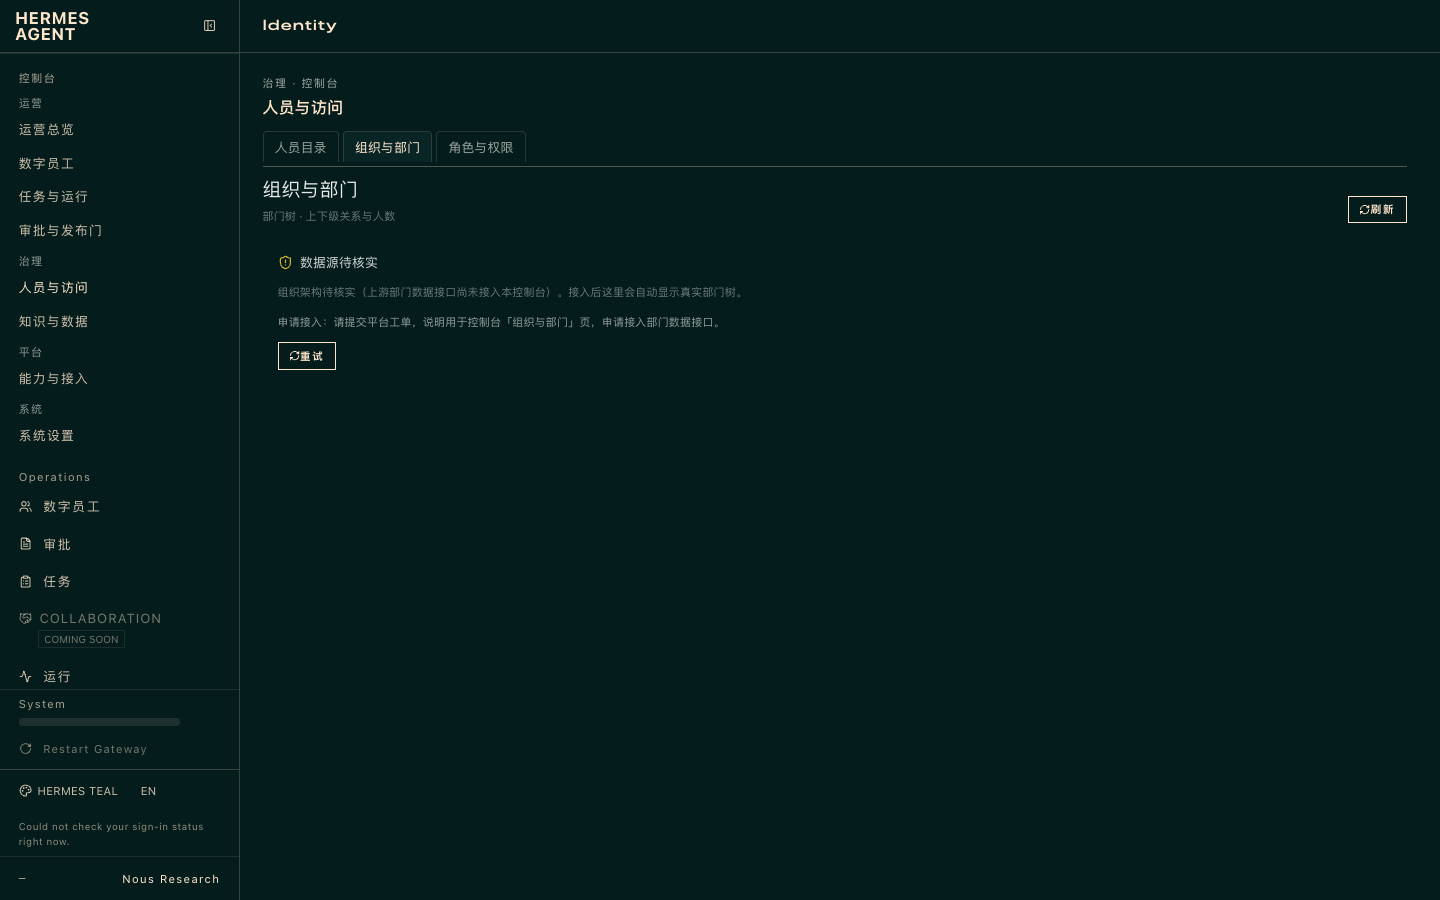 HERMES
AGENT
控制台
运营
运营总览
数字员工
任务与运行
审批与发布门
治理
人员与访问
知识与数据
平台
能力与接入
系统
系统设置
Operations
数字员工
审批
任务
COLLABORATION
COMING SOON
运行
System
Restart Gateway
HERMES TEAL EN
Could not check your sign-in status
right now.
— Nous Research
Identity
治理 · 控制台
人员与访问
人员目录 组织与部门 角色与权限
组织与部门
部门树 · 上下级关系与人数
刷新
数据源待核实
组织架构待核实（上游部门数据接口尚未接入本控制台）。接入后这里会自动显示真实部门树。
申请接入：请提交平台工单，说明用于控制台「组织与部门」页，申请接入部门数据接口。
重试